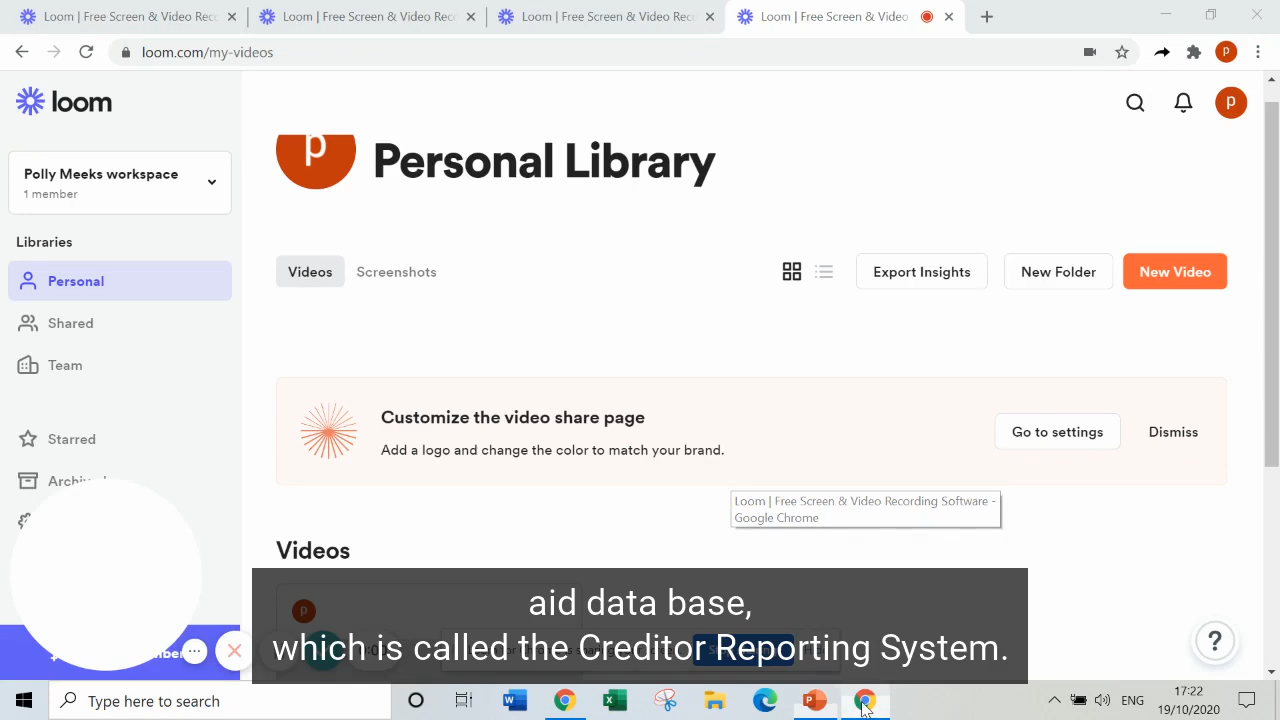 Loom | Free Screen & Video Rec
Loom | Free Screen & Video Reco
Loom | Free Screen & Video Reco
Loom | Free Screen & Video
loom.com/my-videos
p
loom
p
Polly Meeks workspace
1 member
p
Personal Library
Libraries
Personal
Videos
Screenshots
Export Insights
New Folder
New Video
Shared
Team
Customize the video share page
Add a logo and change the color to match your brand.
Go to settings
Dismiss
Starred
Loom | Free Screen & Video Recording Software -
Google Chrome
Videos
p
aid data base,
which is called the Creditor Reporting System.
?
Type here to search
ENG
17:22
19/10/2020